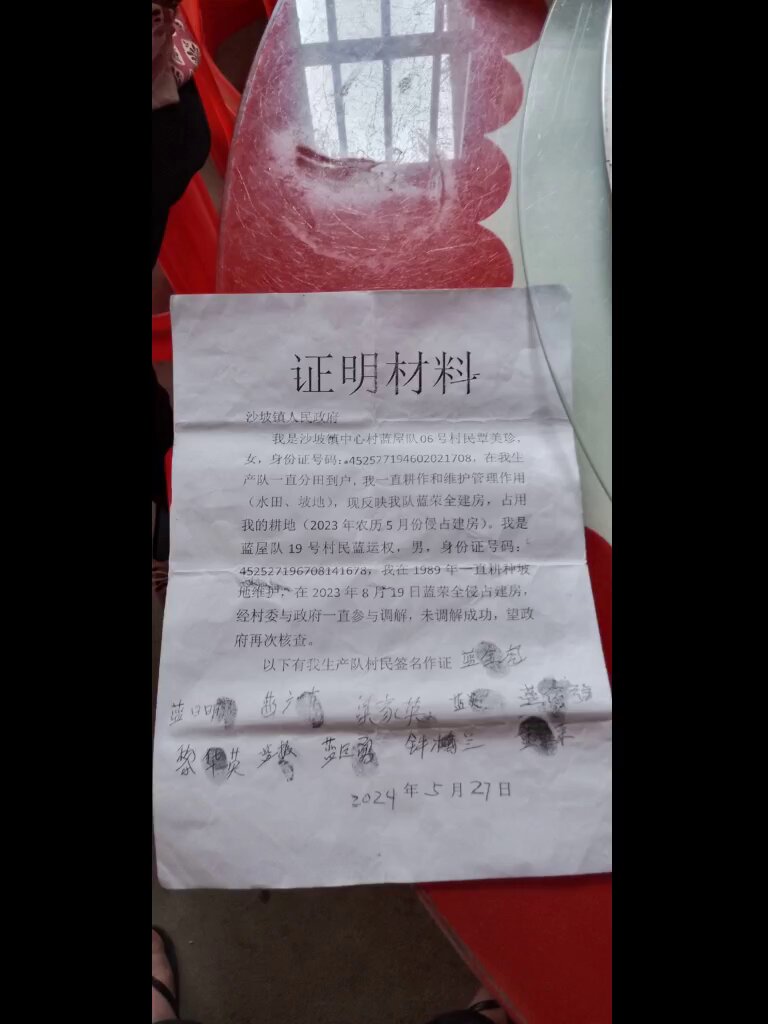 证明材料
沙坡镇人民政府
我是沙坡镇中心村蓝屋队06号村民覃美珍，
女，身份证号码：452527194602021708，在我生
产队一直分田到户，我一直耕作和维护管理作用
（水田、坡地），现反映我队蓝荣全建房，占用
我的耕地（2023年农历5月份侵占建房）。我是
蓝屋队19号村民蓝运权，男，身份证号码：
452527196708141678，我在1989年一直耕种坡
地维护，在2023年8月19日蓝荣全侵占建房，
经村委与政府一直参与调解，未调解成功，望政
府再次核查。
以下有我生产队村民签名作证 蓝
蓝 梁家英 蓝
黎华英 蓝 钟 兰
2024年5月27日